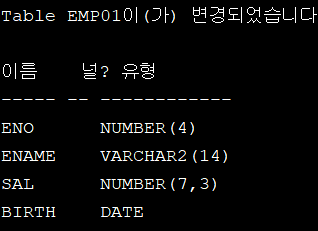 Table EMP01이(가) 변경되었습니다
이름 널? 유형
----- -- ------------
ENO NUMBER(4)
ENAME VARCHAR2(14)
SAL NUMBER(7,3)
BIRTH DATE